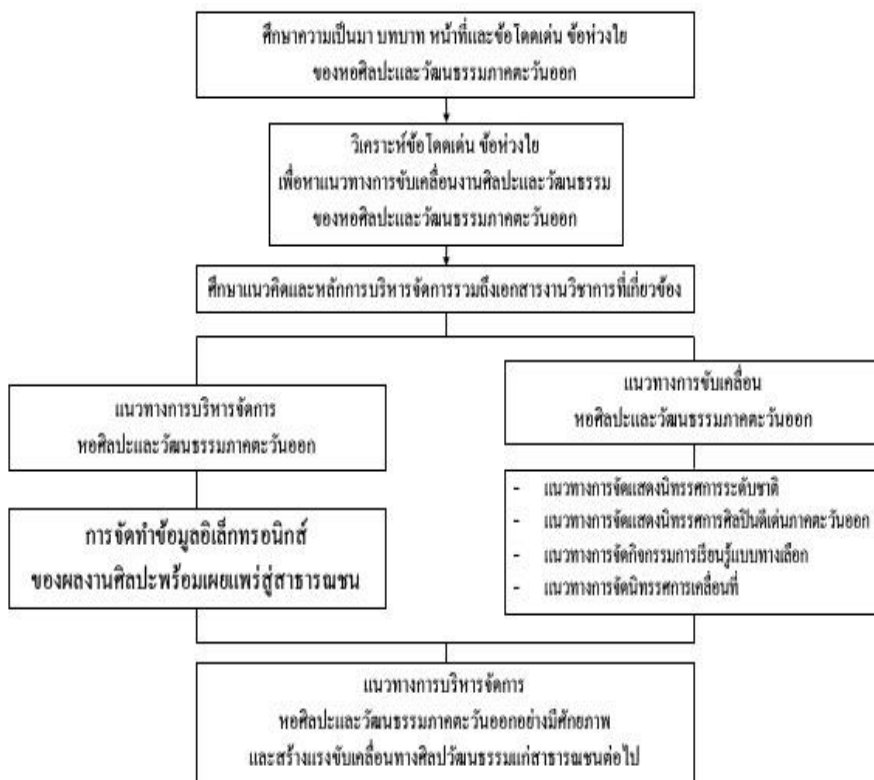 ศึกษาความเป็นมา บทบาท หน้าที่และข้อโดดเด่น ข้อห่วงใย
ของหอศิลปะและวัฒนธรรมภาคตะวันออก
วิเคราะห์ข้อโดดเด่น ข้อห่วงใย
เพื่อหาแนวทางการขับเคลื่อนงานศิลปะและวัฒนธรรม
ของหอศิลปะและวัฒนธรรมภาคตะวันออก
ศึกษาแนวคิดและหลักการบริหารจัดการรวมถึงเอกสารงานวิชาการที่เกี่ยวข้อง
แนวทางการบริหารจัดการ
หอศิลปะและวัฒนธรรมภาคตะวันออก
การจัดทำข้อมูลอิเล็กทรอนิกส์
ของผลงานศิลปะพร้อมเผยแพร่สู่สาธารณชน
แนวทางการขับเคลื่อน
หอศิลปะและวัฒนธรรมภาคตะวันออก
- แนวทางการจัดแสดงนิทรรศการระดับชาติ
- แนวทางการจัดแสดงนิทรรศการศิลปินดีเด่นภาคตะวันออก
- แนวทางการจัดกิจกรรมการเรียนรู้แบบทางเลือก
- แนวทางการจัดนิทรรศการเคลื่อนที่
แนวทางการบริหารจัดการ
หอศิลปะและวัฒนธรรมภาคตะวันออกอย่างมีศักยภาพ
และสร้างแรงขับเคลื่อนทางศิลปวัฒนธรรมแก่สาธารณชนต่อไป